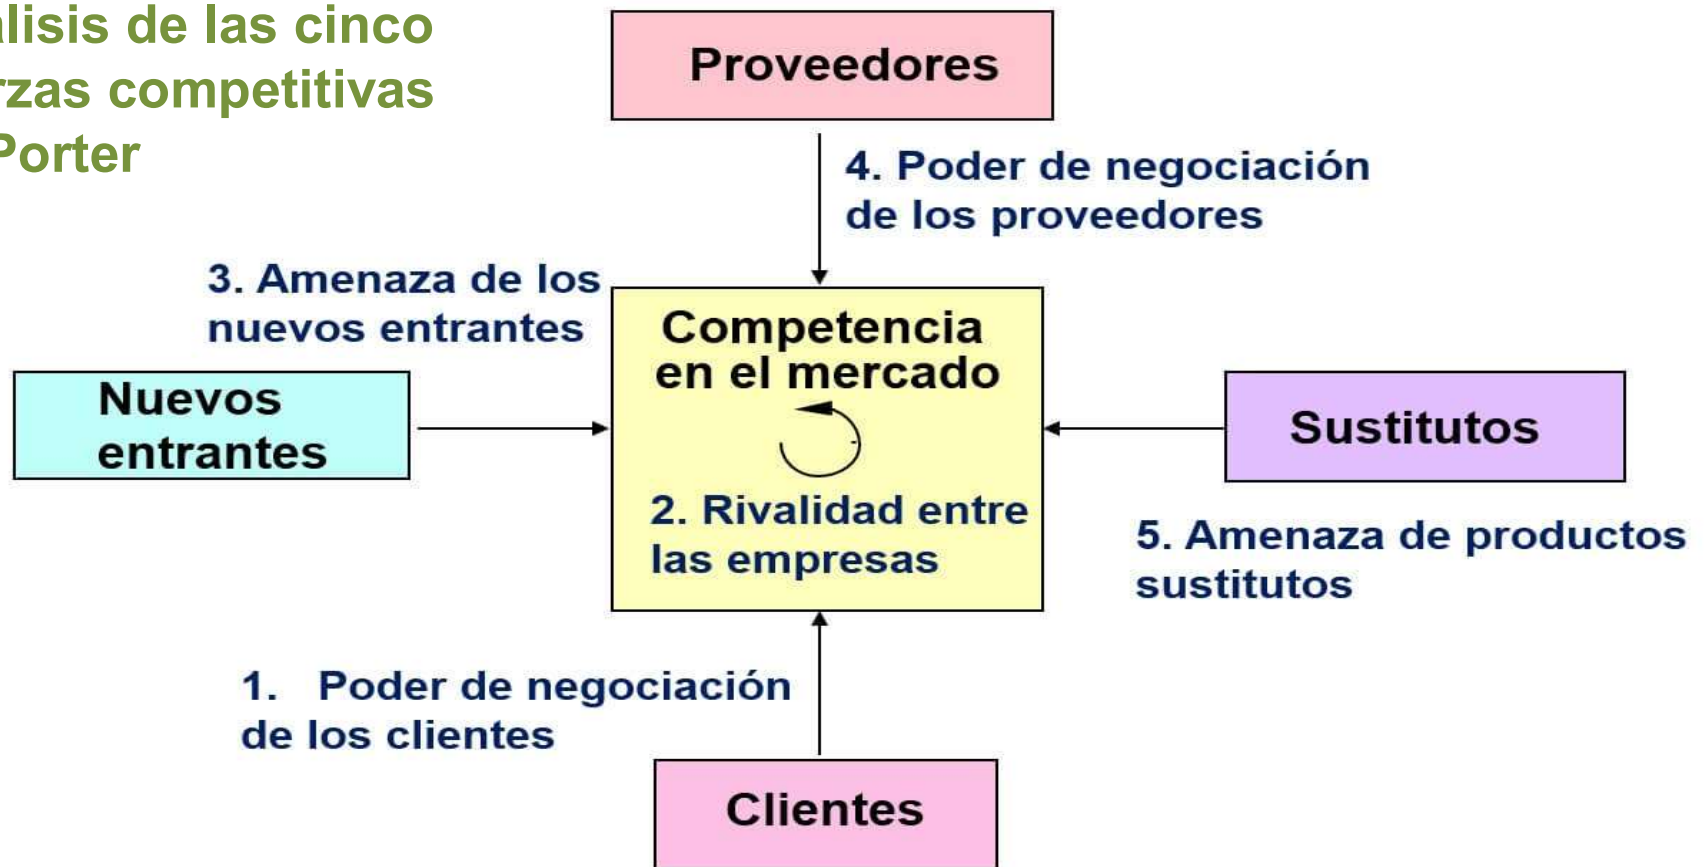 álisis de las cinco
rzas competitivas
Porter
Proveedores
4. Poder de negociación
de los proveedores
3. Amenaza de los
nuevos entrantes
Competencia
en el mercado
Nuevos
entrantes
Sustitutos
2. Rivalidad entre
las empresas
5. Amenaza de productos
sustitutos
1. Poder de negociación
de los clientes
Clientes